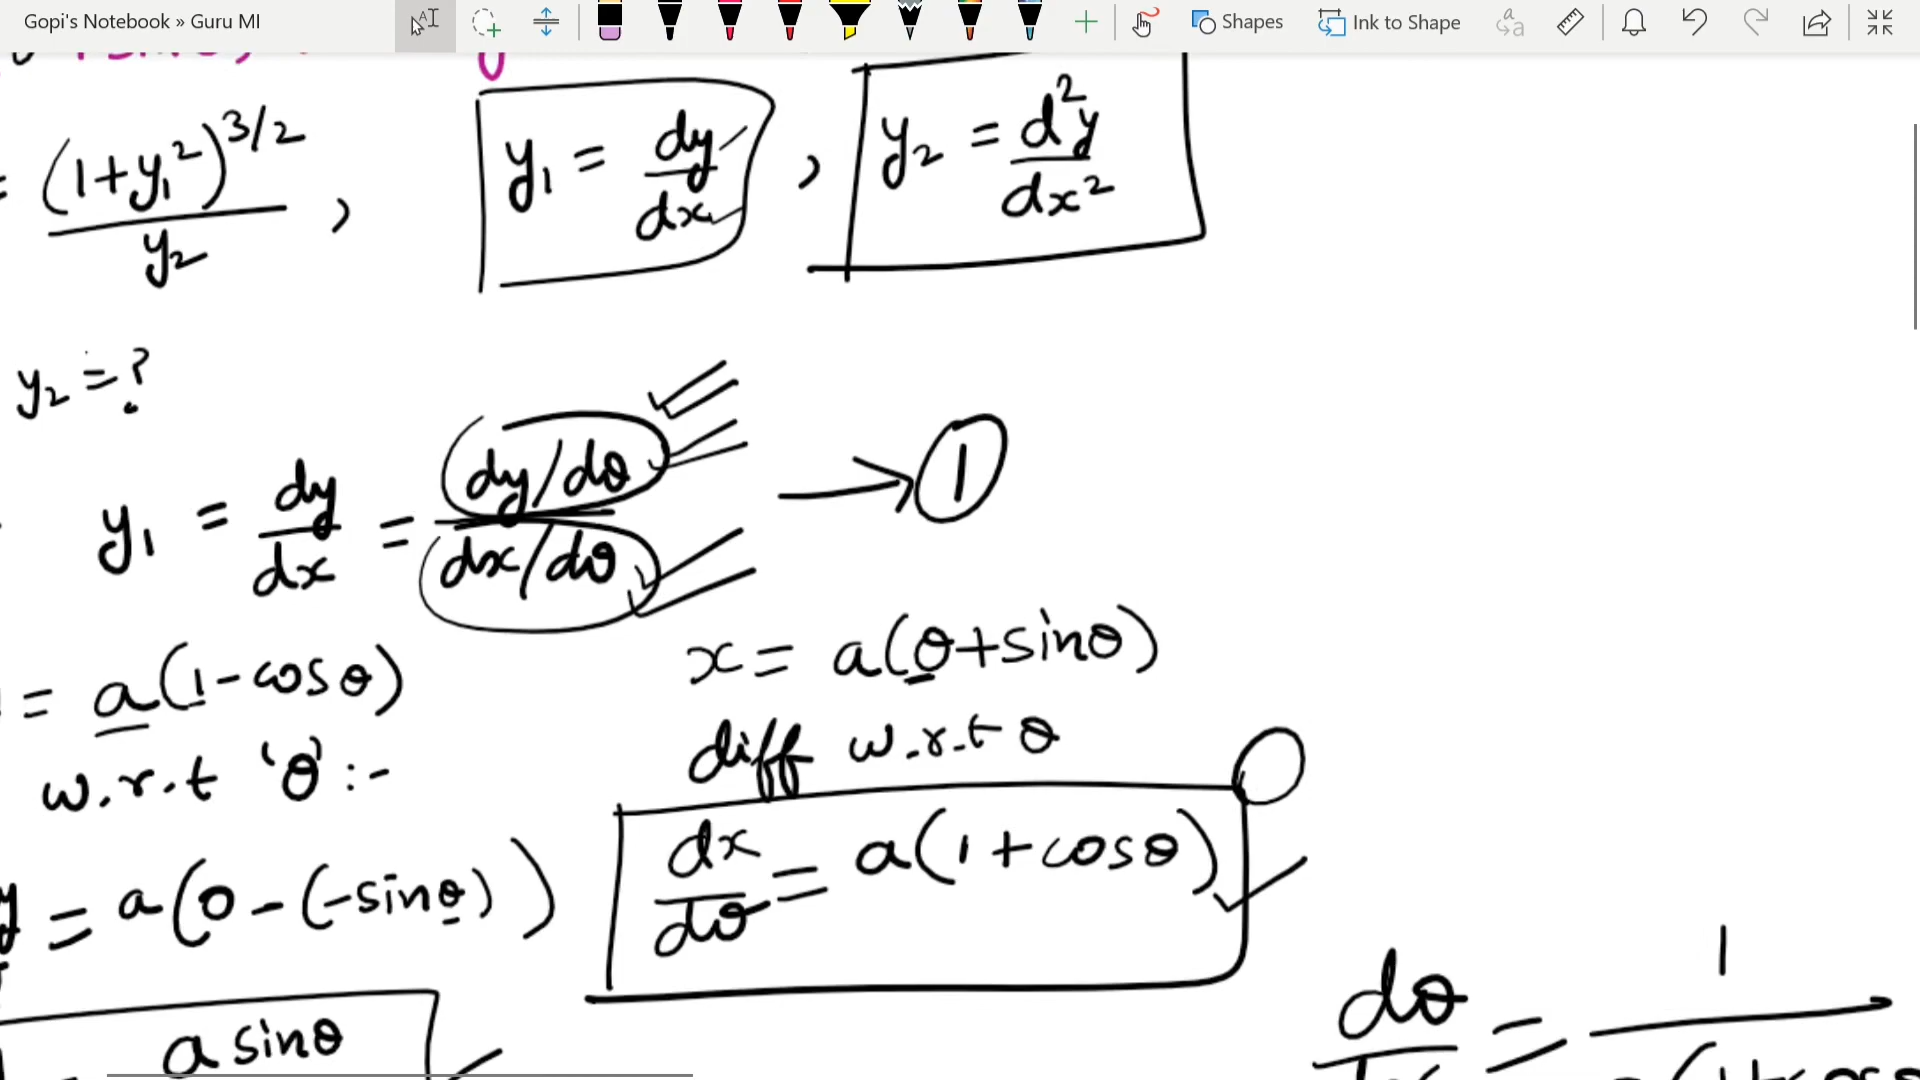 Gopi's Notebook » Guru MI
Shapes
Ink to Shape
= (1+y₁²)^3/2 / y₂ , y₁ = dy/dx , y₂ = d²y/dx²
y₂ = ?
y₁ = dy/dx = (dy/dθ)/(dx/dθ) → ①
x = a(θ+sinθ)
= a(1-cosθ)
diff w.r.t θ
w.r.t 'θ' :-
dx/dθ = a(1+cosθ)
y = a(0-(-sinθ))
dθ = 1
a sinθ